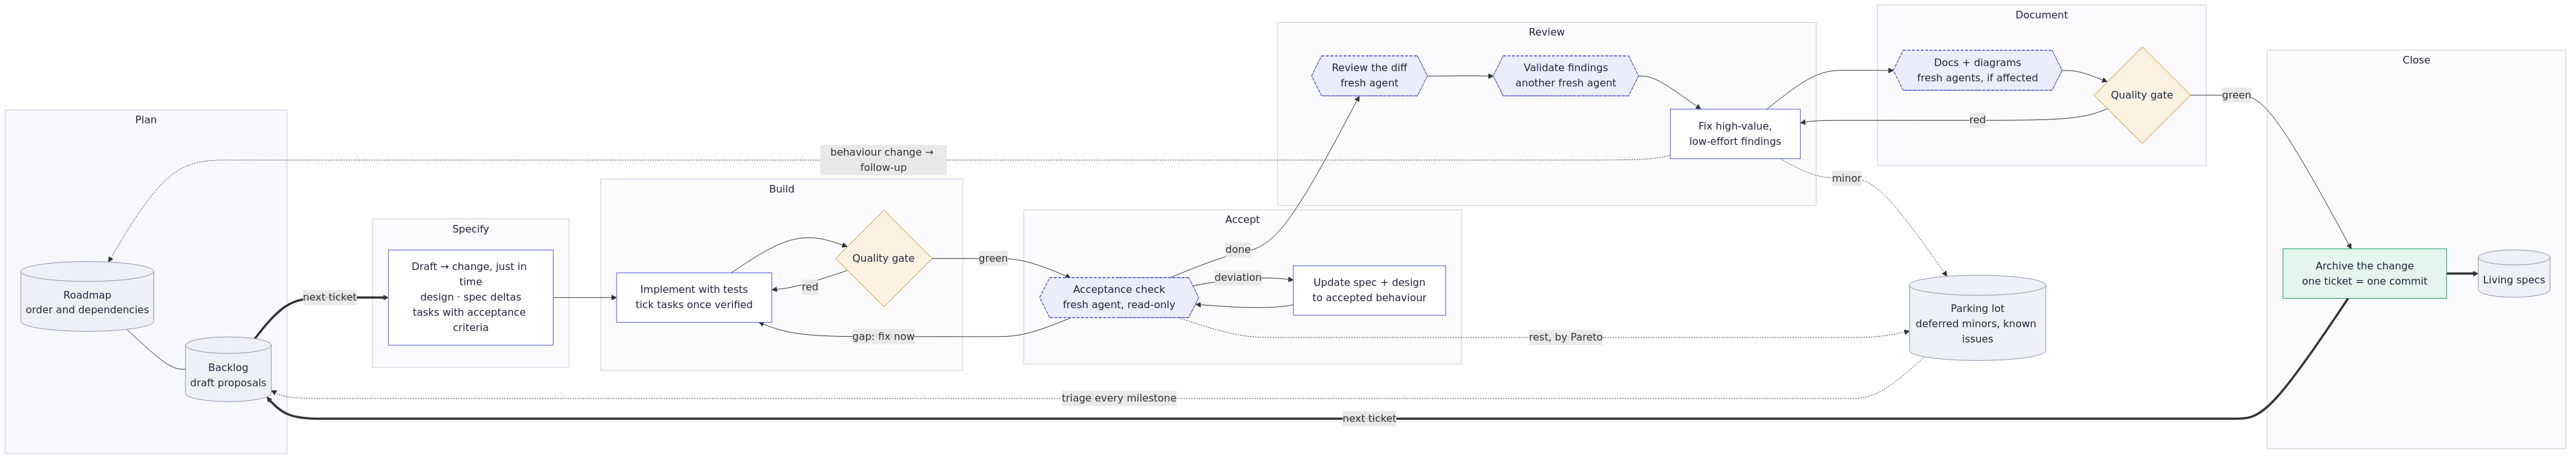 Plan
Roadmap
order and dependencies
Backlog
draft proposals
next ticket
Specify
Draft → change, just in
time
design · spec deltas
tasks with acceptance
criteria
Build
Implement with tests
tick tasks once verified
Quality gate
red
green
gap: fix now
behaviour change →
follow-up
Accept
Acceptance check
fresh agent, read-only
done
deviation
Update spec + design
to accepted behaviour
rest, by Pareto
Review
Review the diff
fresh agent
Validate findings
another fresh agent
Fix high-value,
low-effort findings
minor
Document
Docs + diagrams
fresh agents, if affected
Quality gate
red
green
Parking lot
deferred minors, known
issues
triage every milestone
next ticket
Close
Archive the change
one ticket = one commit
Living specs